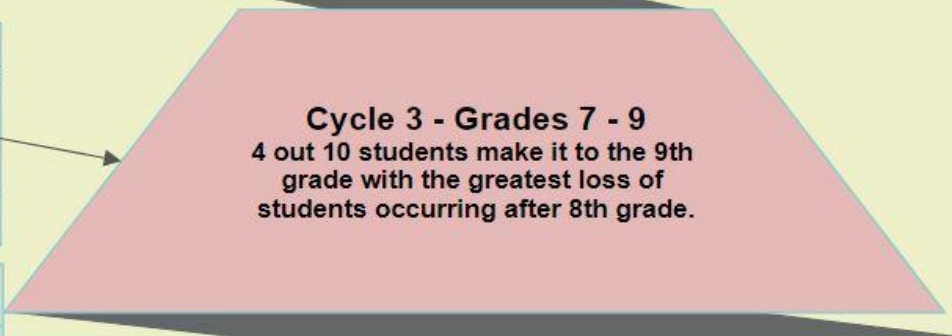 Cycle 3 - Grades 7 - 9
4 out 10 students make it to the 9th
grade with the greatest loss of
students occurring after 8th grade.